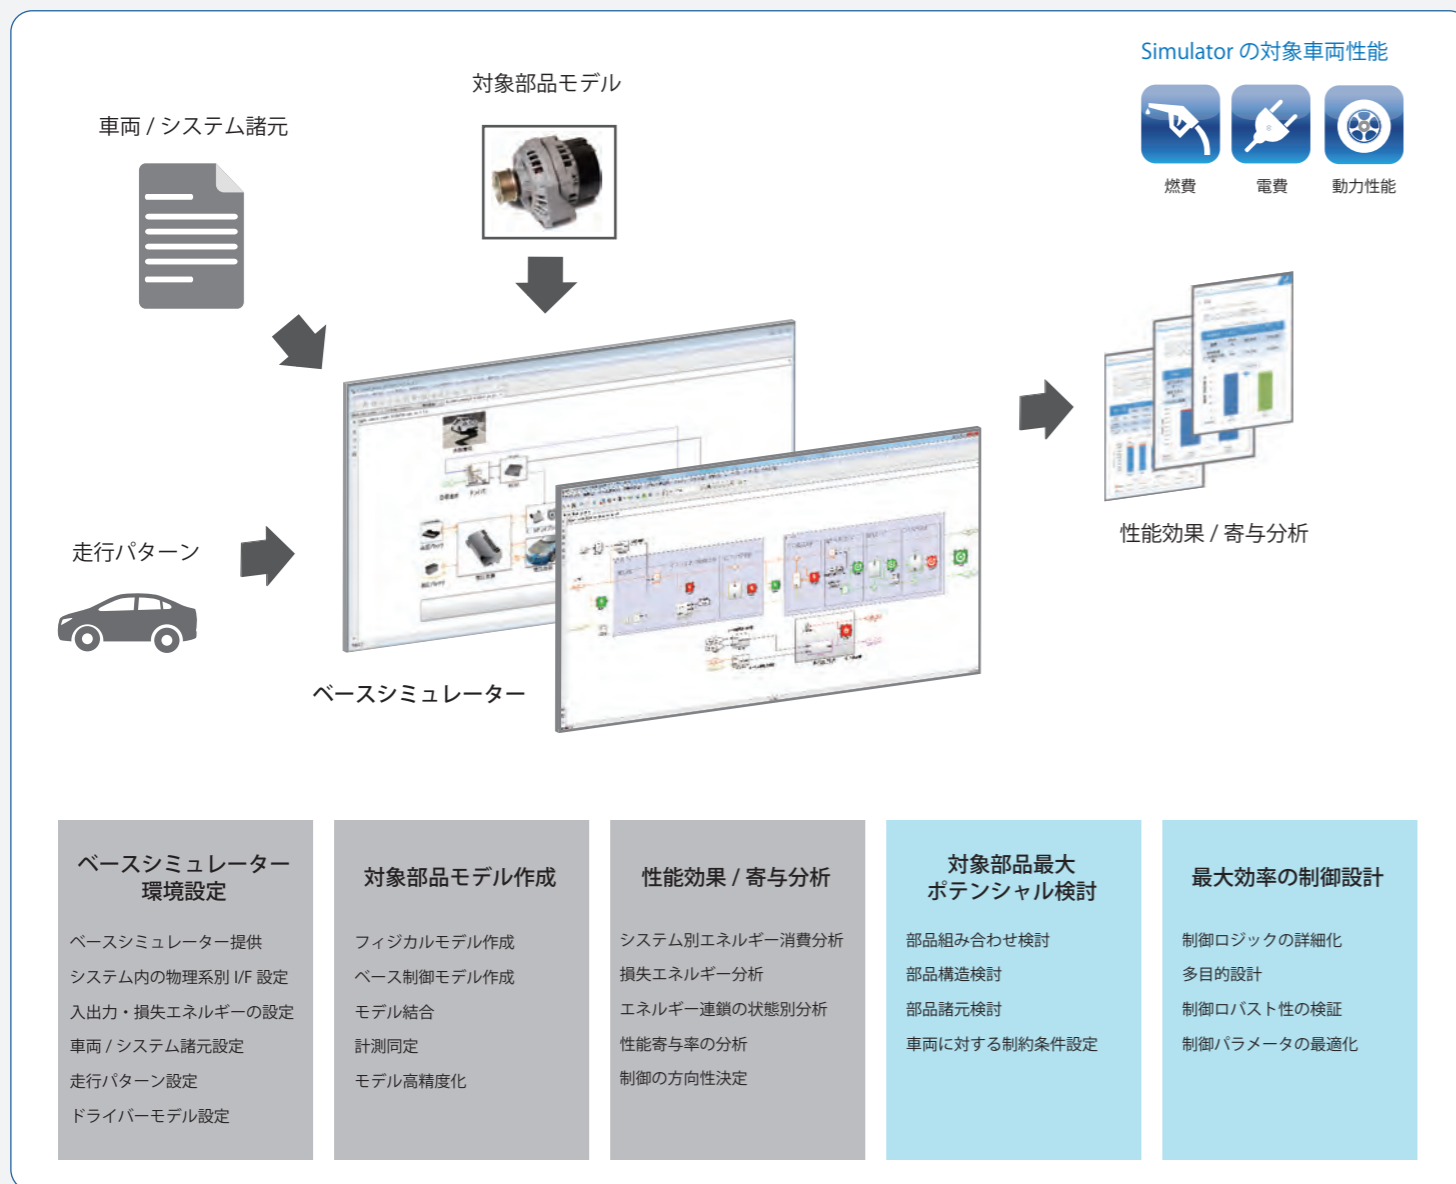 Simulator の対象車両性能
燃費
電費
動力性能
対象部品モデル
車両 / システム諸元
走行パターン
ベースシミュレーター
性能効果 / 寄与分析
ベースシミュレーター
環境設定
ベースシミュレーター提供
システム内の物理系別 I/F 設定
入出力・損失エネルギーの設定
車両 / システム諸元設定
走行パターン設定
ドライバーモデル設定
対象部品モデル作成
フィジカルモデル作成
ベース制御モデル作成
モデル結合
計測同定
モデル高精度化
性能効果 / 寄与分析
システム別エネルギー消費分析
損失エネルギー分析
エネルギー連鎖の状態別分析
性能寄与率の分析
制御の方向性決定
対象部品最大
ポテンシャル検討
部品組み合わせ検討
部品構造検討
部品諸元検討
車両に対する制約条件設定
最大効率の制御設計
制御ロジックの詳細化
多目的設計
制御ロバスト性の検証
制御パラメータの最適化